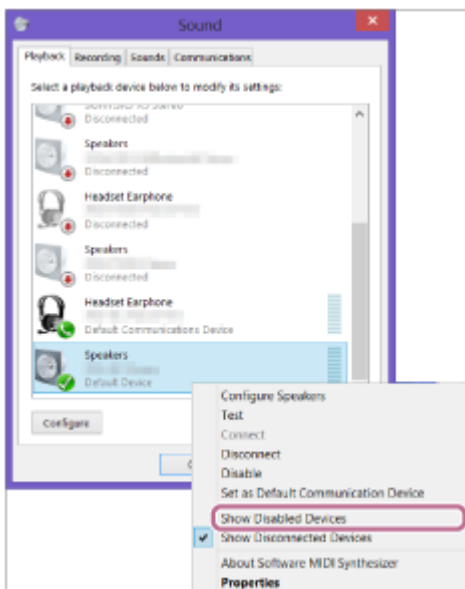 Sound
Playback Recording Sounds Communications
Select a playback device below to modify its settings:
Disconnected
Speakers
Disconnected
Headset Earphone
Disconnected
Speakers
Disconnected
Headset Earphone
Default Communications Device
Speakers
Default Device
Configure
Configure Speakers
Test
Connect
Disconnect
Disable
Set as Default Communication Device
Show Disabled Devices
Show Disconnected Devices
About Software MIDI Synthesizer
Properties